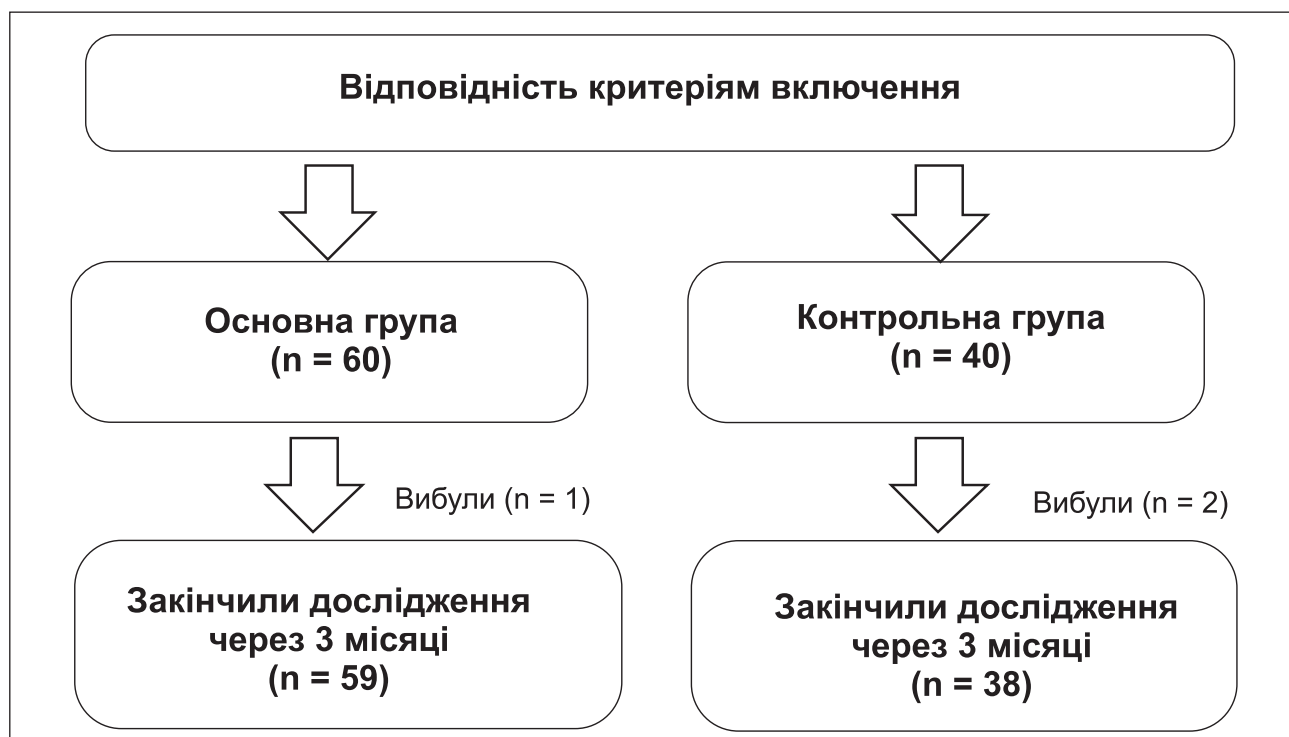 Відповідність критеріям включення
Основна група
(n = 60)
Контрольна група
(n = 40)
Вибули (n = 1)
Вибули (n = 2)
Закінчили дослідження
через 3 місяці
(n = 59)
Закінчили дослідження
через 3 місяці
(n = 38)